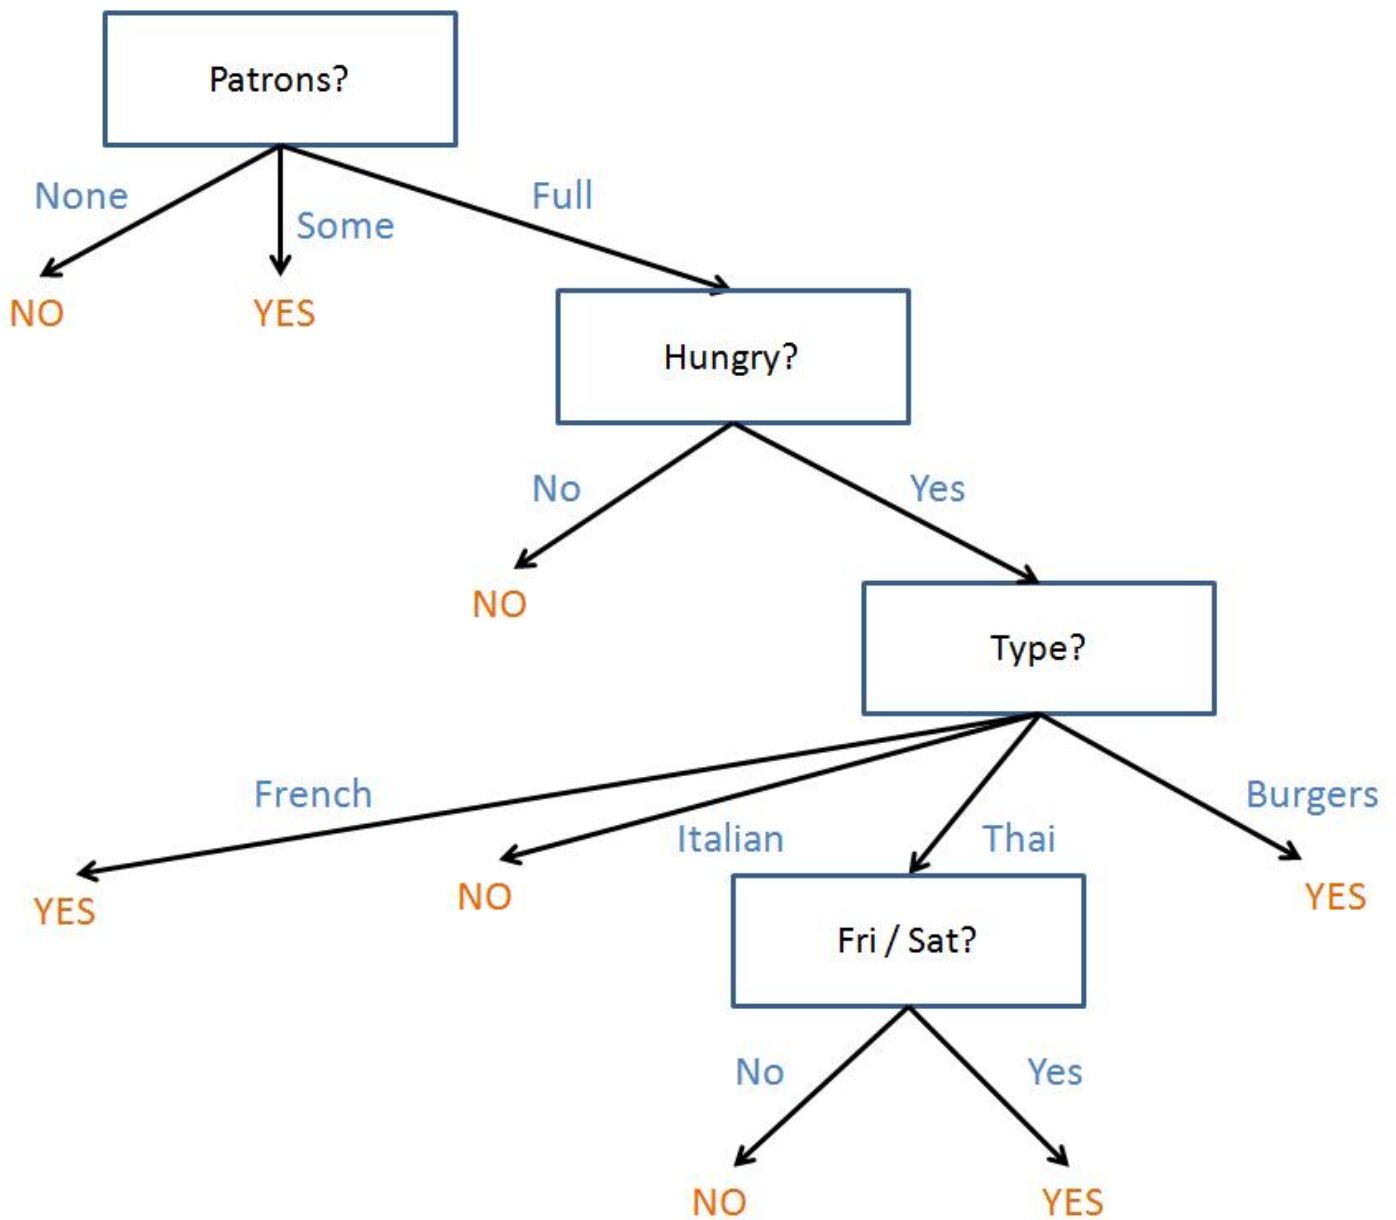 Patrons?
None
Some
Full
NO
YES
Hungry?
No
Yes
NO
Type?
French
Italian
Thai
Burgers
YES
NO
YES
Fri / Sat?
No
Yes
NO
YES